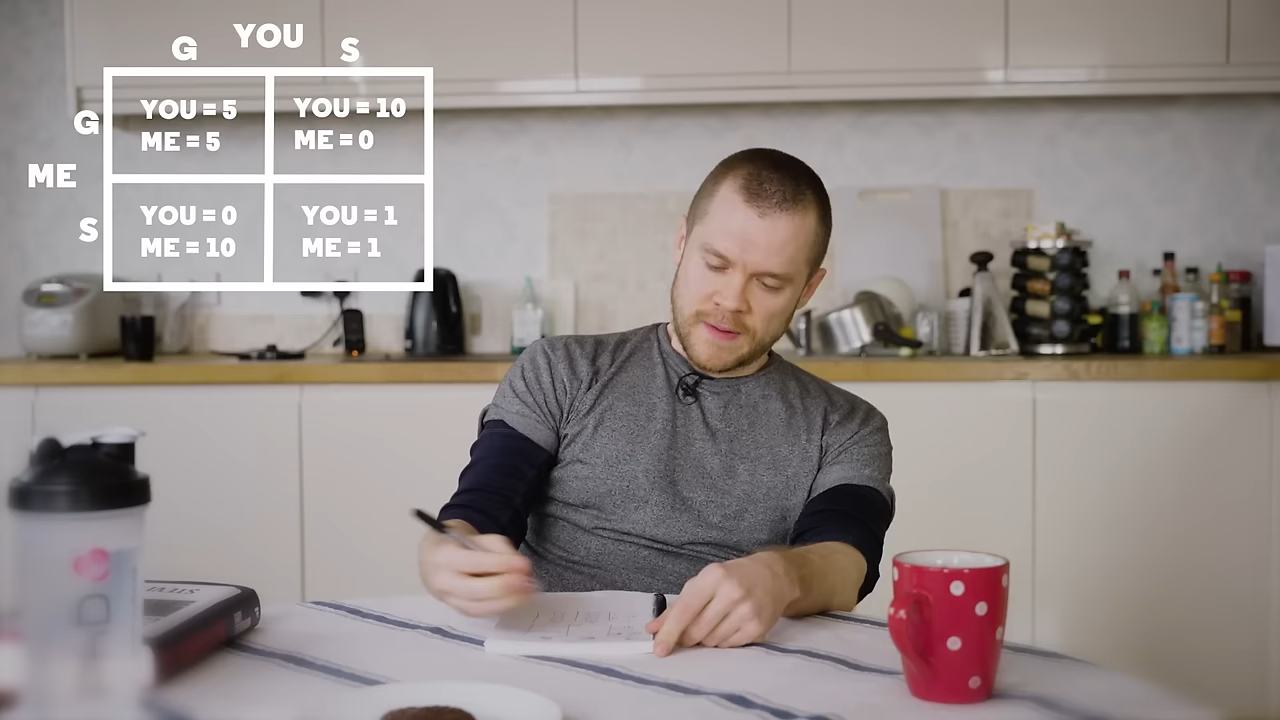 YOU
G S
G
YOU = 5
ME = 5
YOU = 10
ME = 0
ME
S
YOU = 0
ME = 10
YOU = 1
ME = 1